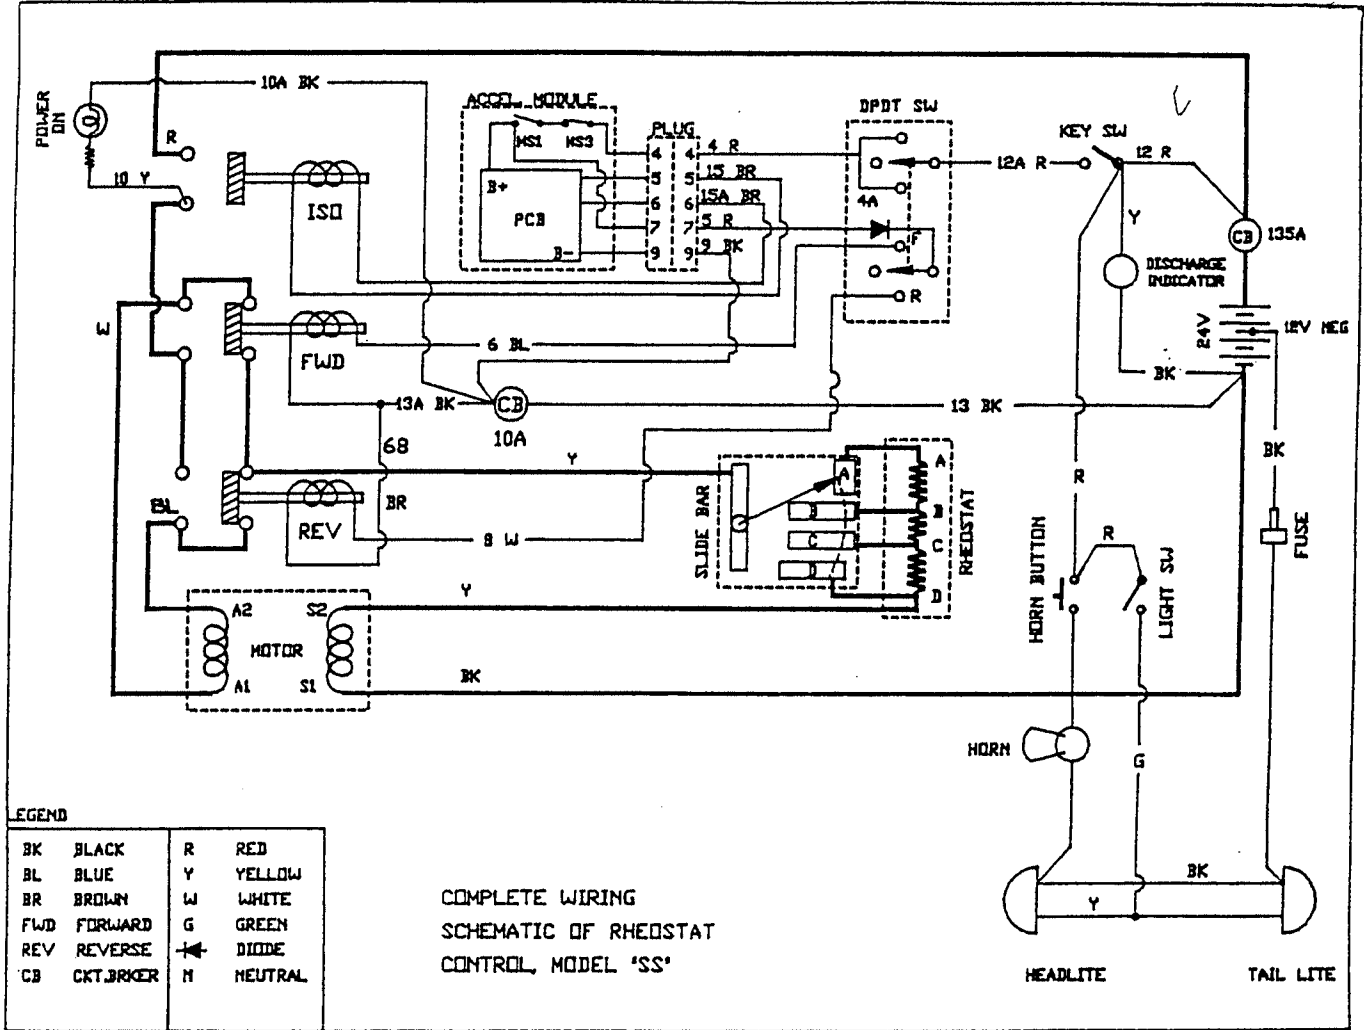 10A BK
POWER ON
R
10 Y
ISO
ACCEL MODULE
MS1 MS3
B+
PCB
B-
PLUG
4 4
5 5
6 6
7 7
9 9
4 R
15 BR
15A BR
5 R
9 BK
DPDT SW
4A
F
R
12A R
KEY SW
12 R
Y
CB 135A
DISCHARGE
INDICATOR
24V
12V NEG
BK
W
FWD
6 BL
13A BK
CB
10A
13 BK
68
BR
BL
REV
8 W
Y
SLIDE BAR
A
B
C
D
A
B
C
D
RHEOSTAT
R
BK
FUSE
HORN BUTTON
R
LIGHT SW
Y
A2 S2
MOTOR
A1 S1
BK
HORN
G
BK
Y
HEADLITE TAIL LITE
LEGEND
BK BLACK R RED
BL BLUE Y YELLOW
BR BROWN W WHITE
FWD FORWARD G GREEN
REV REVERSE DIODE
CB CKT.BRKER N NEUTRAL
COMPLETE WIRING
SCHEMATIC OF RHEOSTAT
CONTROL, MODEL "SS"